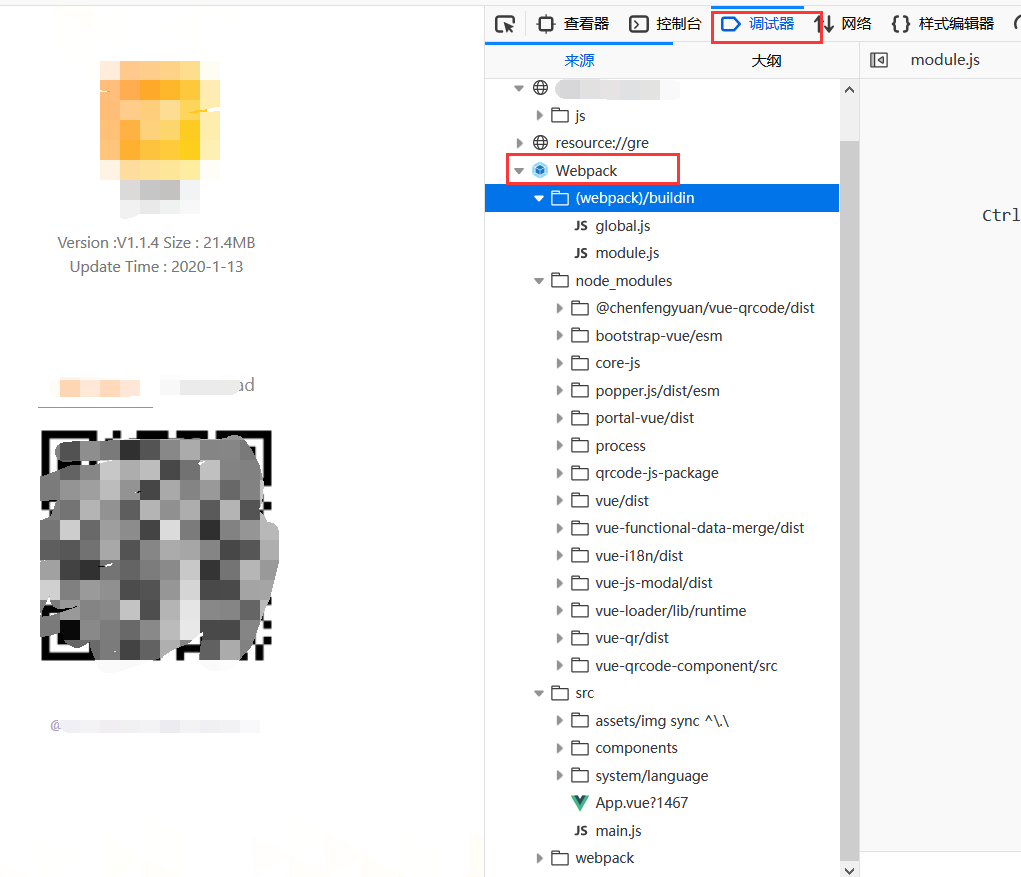 Version :V1.1.4 Size : 21.4MB
Update Time : 2020-1-13
ad
@
查看器
控制台
调试器
网络
样式编辑器
来源
大纲
module.js
js
resource://gre
Webpack
(webpack)/buildin
JS global.js
JS module.js
node_modules
@chenfengyuan/vue-qrcode/dist
bootstrap-vue/esm
core-js
popper.js/dist/esm
portal-vue/dist
process
qrcode-js-package
vue/dist
vue-functional-data-merge/dist
vue-i18n/dist
vue-js-modal/dist
vue-loader/lib/runtime
vue-qr/dist
vue-qrcode-component/src
src
assets/img sync ^\.\
components
system/language
App.vue?1467
JS main.js
webpack
Ctrl